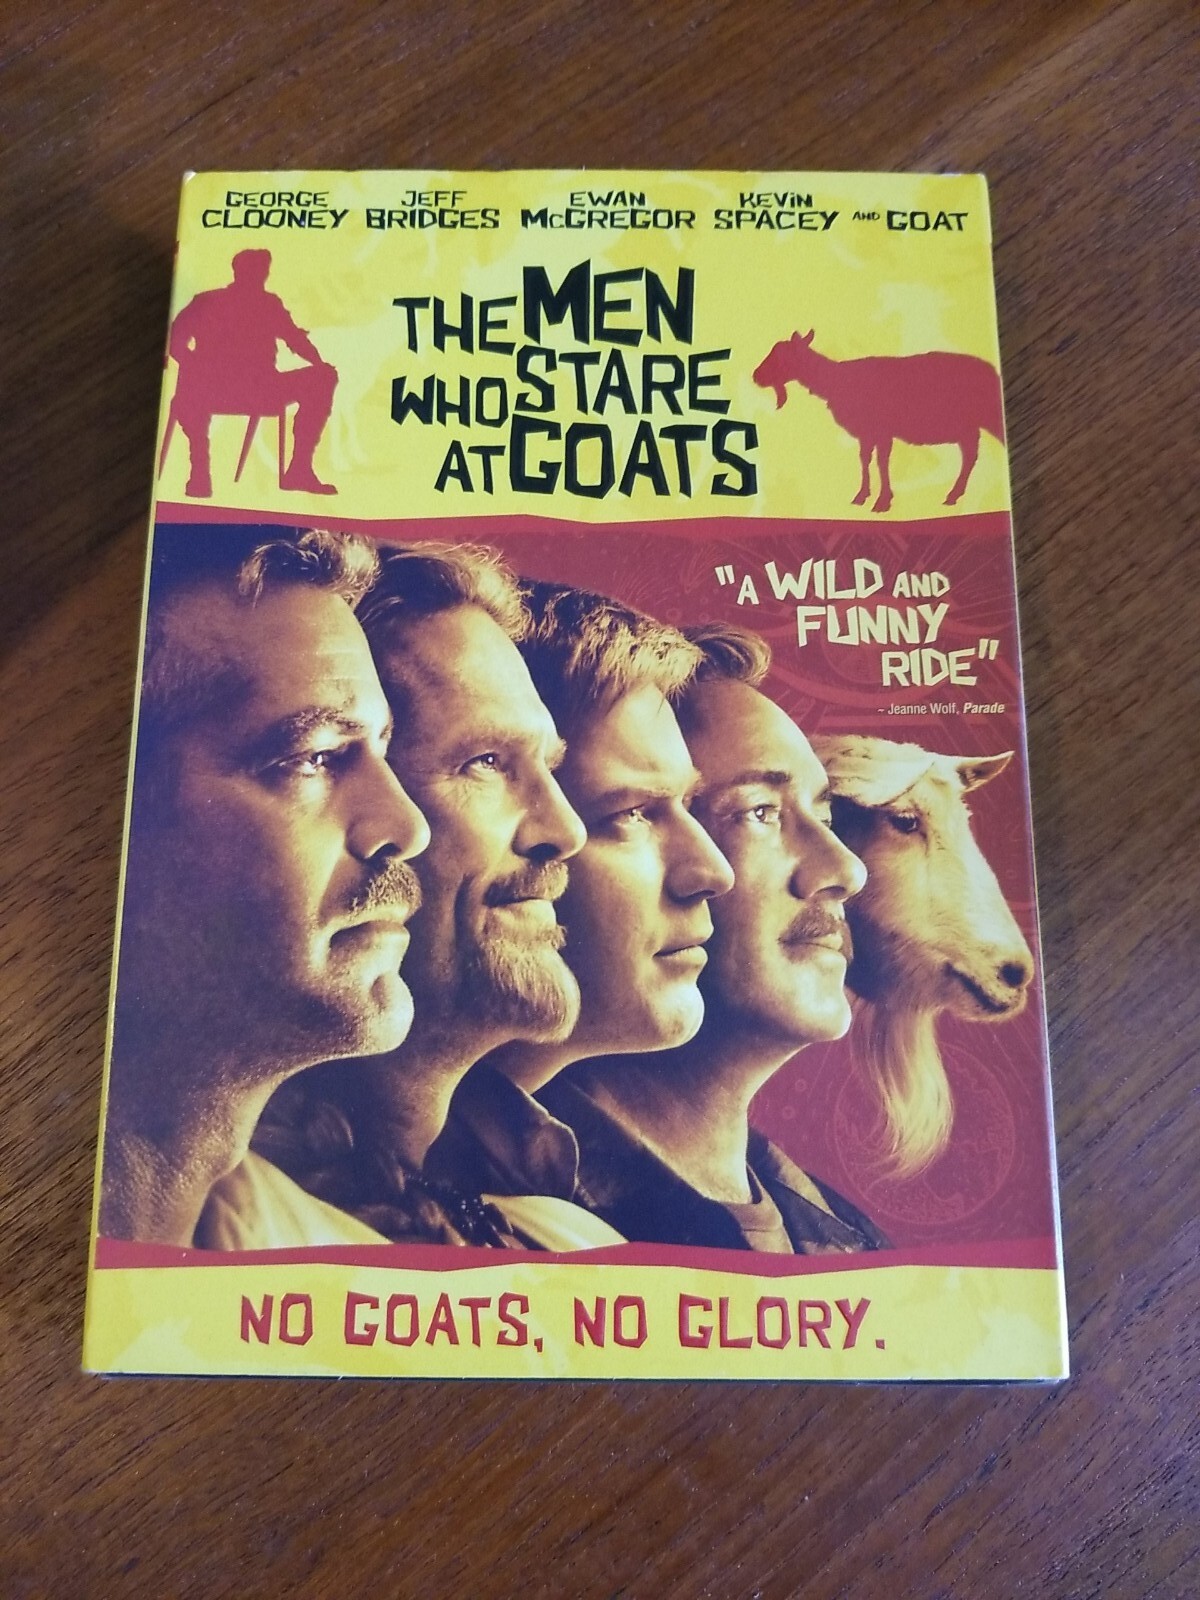 GEORGE JEFF EWAN KEVIN
CLOONEY BRIDGES McGREGOR SPACEY AND GOAT
THE MEN
WHO STARE
AT GOATS
"A WILD AND
FUNNY
RIDE"
- Jeanne Wolf, Parade
NO GOATS, NO GLORY.